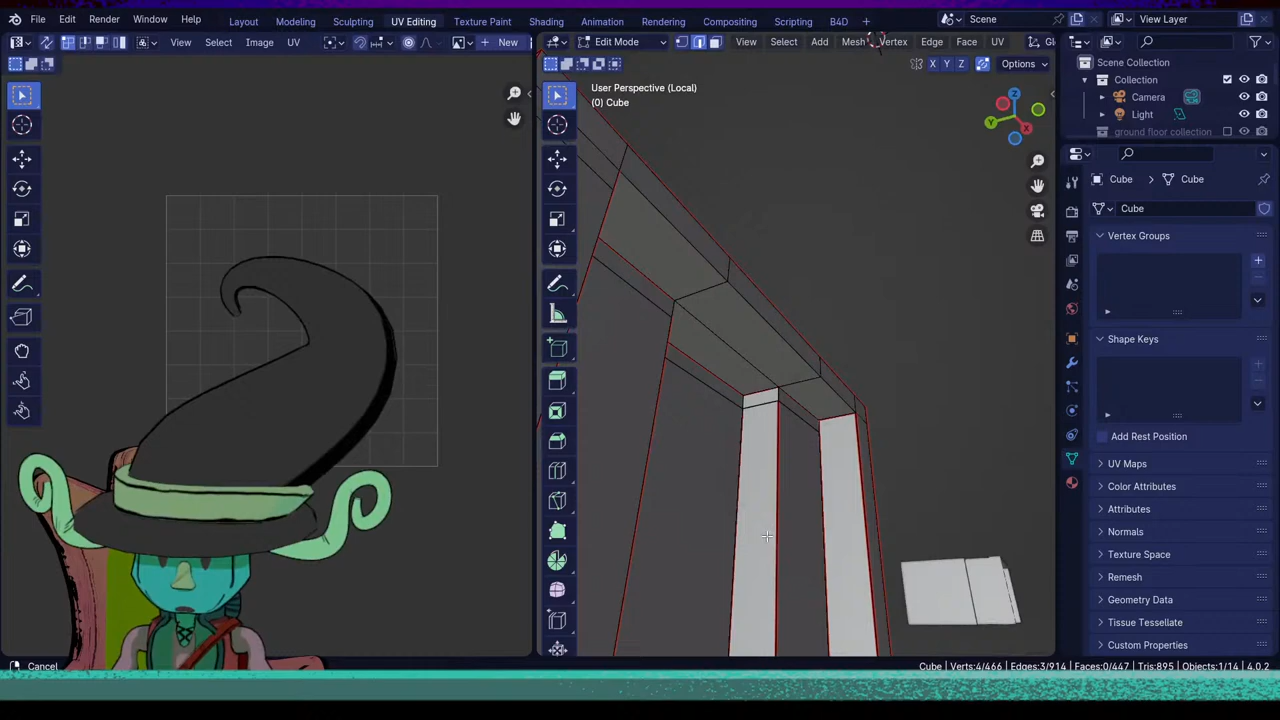 File Edit Render Window Help Layout Modeling Sculpting UV Editing Texture Paint Shading Animation Rendering Compositing Scripting B4D + Scene View Layer
View Select Image UV New Edit Mode View Select Add Mesh Vertex Edge Face UV
X Y Z Options
Scene Collection
User Perspective (Local)
Collection
(0) Cube
Camera
Light
ground floor collection
Z
Y
X
Cube Cube
Cube
Vertex Groups
Shape Keys
Add Rest Position
UV Maps
Color Attributes
Attributes
Normals
Texture Space
Remesh
Geometry Data
Tissue Tessellate
Custom Properties
Cancel Cube | Verts:4/466 | Edges:3/914 | Faces:0/447 | Tris:895 | Objects:1/14 | 4.0.2